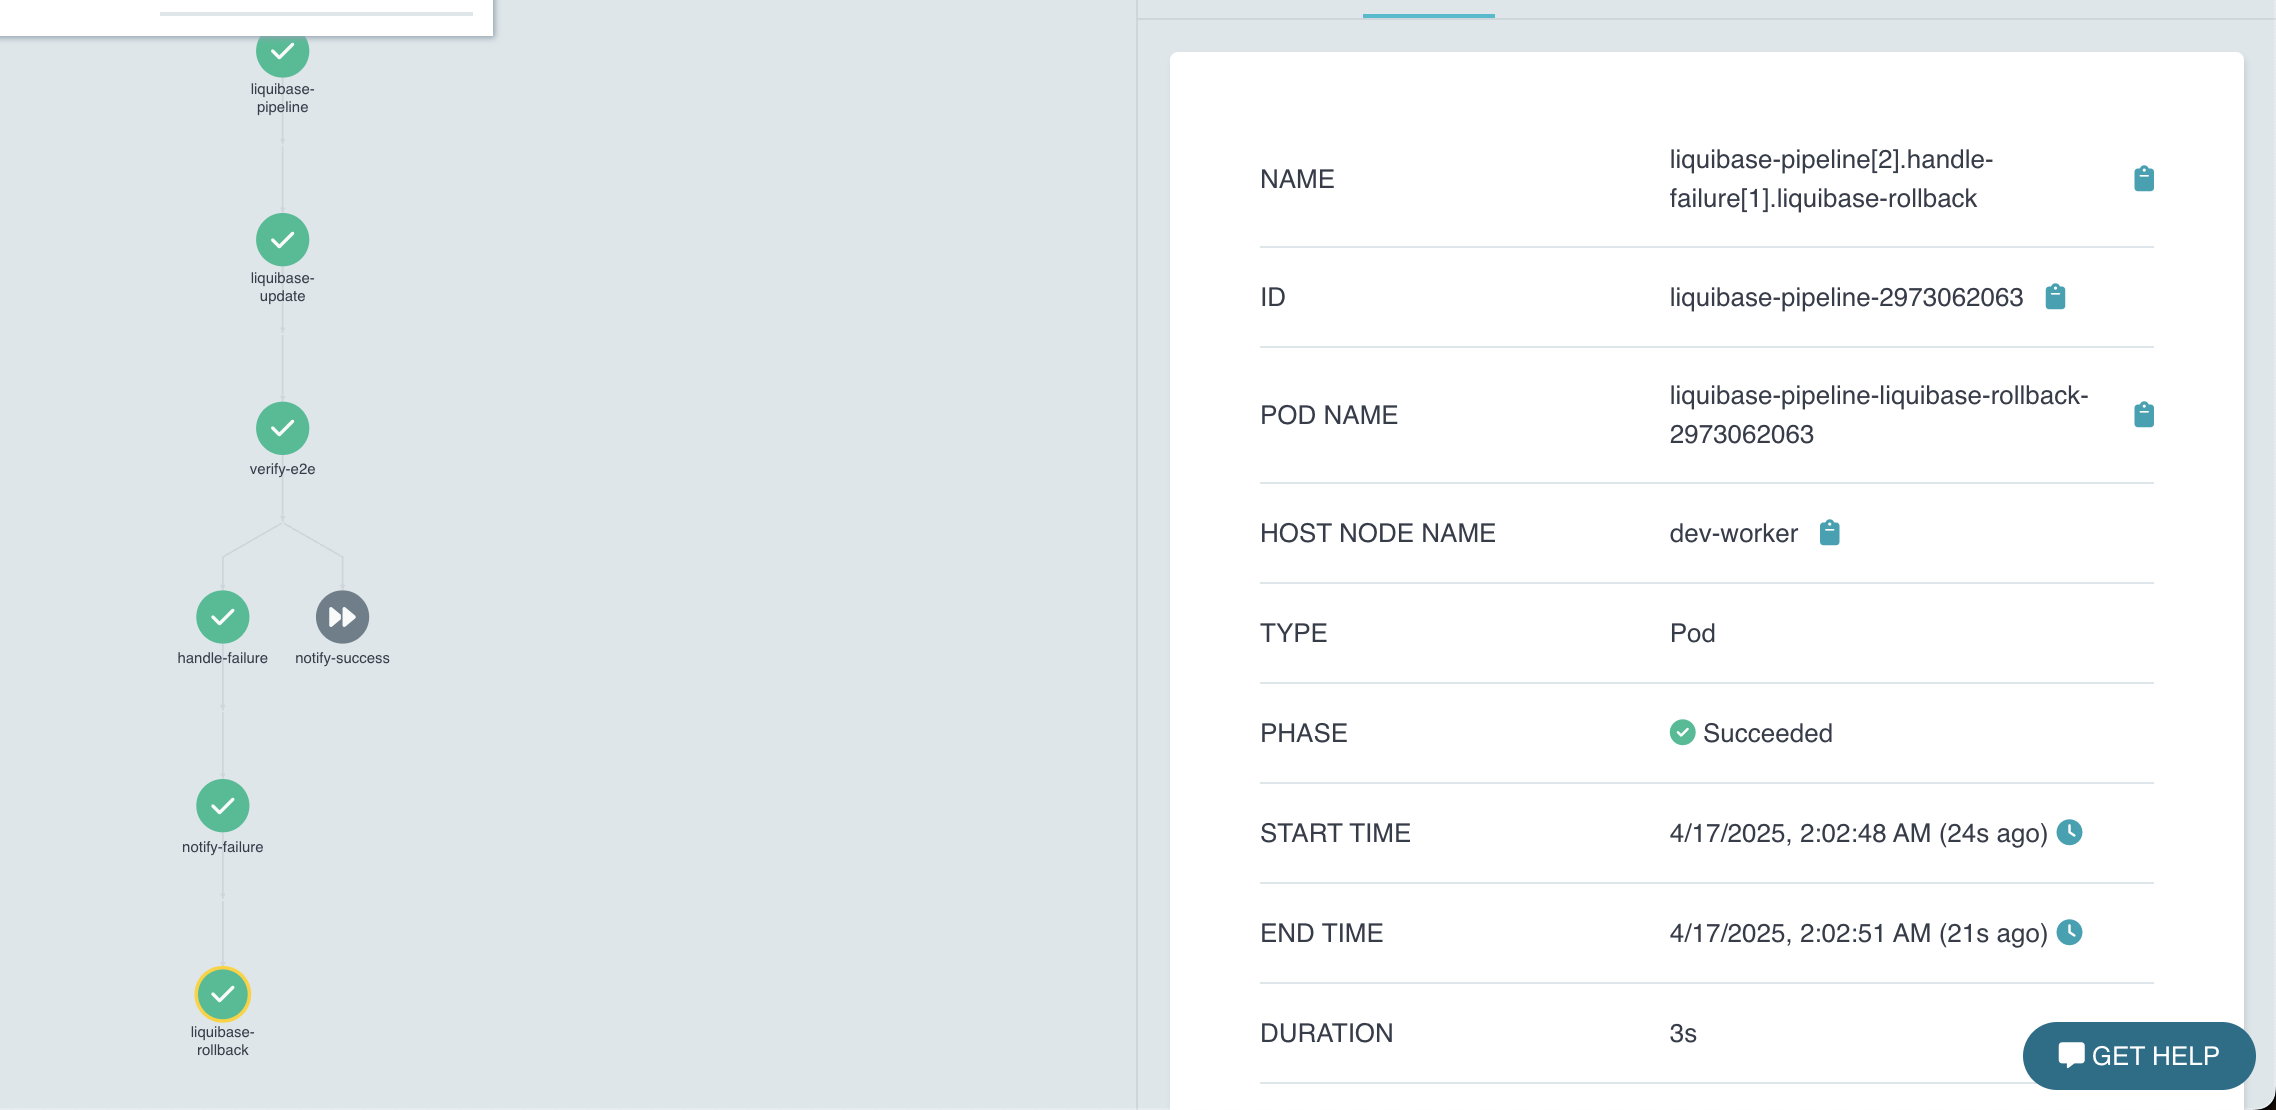 liquibase-
pipeline
liquibase-
update
verify-e2e
handle-failure
notify-success
notify-failure
liquibase-
rollback
NAME
liquibase-pipeline[2].handle-
failure[1].liquibase-rollback
ID
liquibase-pipeline-2973062063
POD NAME
liquibase-pipeline-liquibase-rollback-
2973062063
HOST NODE NAME
dev-worker
TYPE
Pod
PHASE
Succeeded
START TIME
4/17/2025, 2:02:48 AM (24s ago)
END TIME
4/17/2025, 2:02:51 AM (21s ago)
DURATION
3s
GET HELP